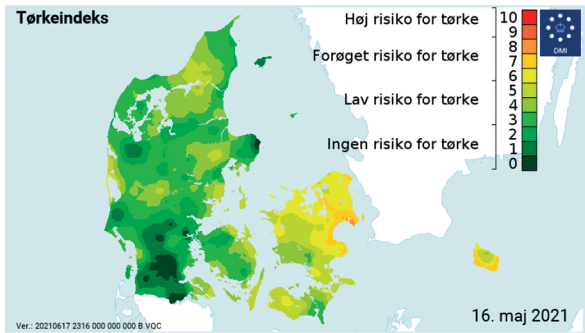 Tørkeindeks
Høj risiko for tørke
Forøget risiko for tørke
Lav risiko for tørke
Ingen risiko for tørke
10
9
8
7
6
5
4
3
2
1
0
DMI
16. maj 2021
Ver.: 20210617 2316 000 000 000 B VQC